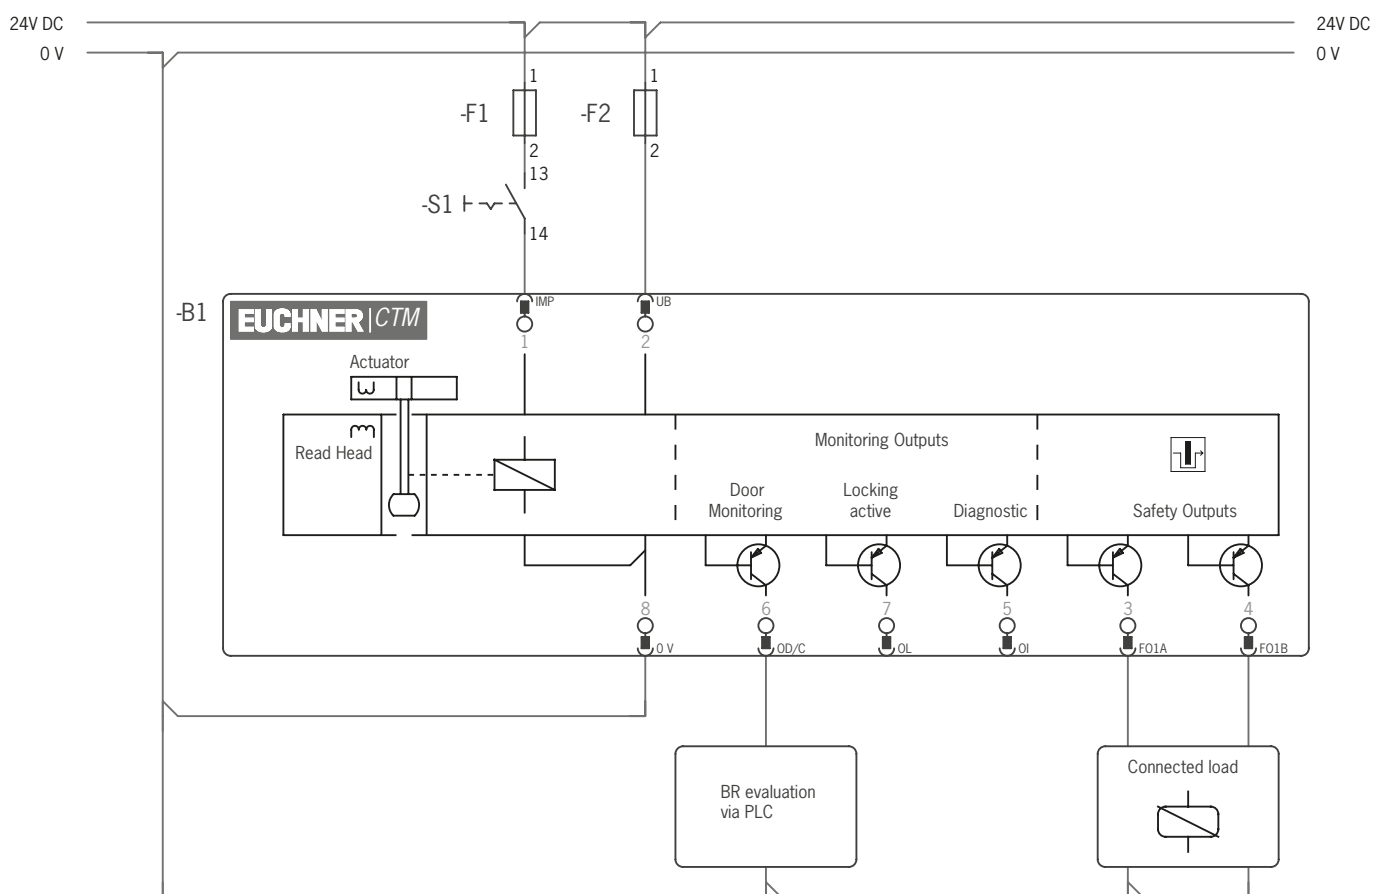 24V DC
24V DC
0 V
0 V
1
1
-F1
-F2
2
2
13
-S1
14
-B1
EUCHNER CTM
IMP
UB
1
2
Actuator
Read Head
Monitoring Outputs
Door
Monitoring
Locking
active
Diagnostic
Safety Outputs
8
6
7
5
3
4
0 V
OD/C
OL
OI
FO1A
FO1B
BR evaluation
via PLC
Connected load